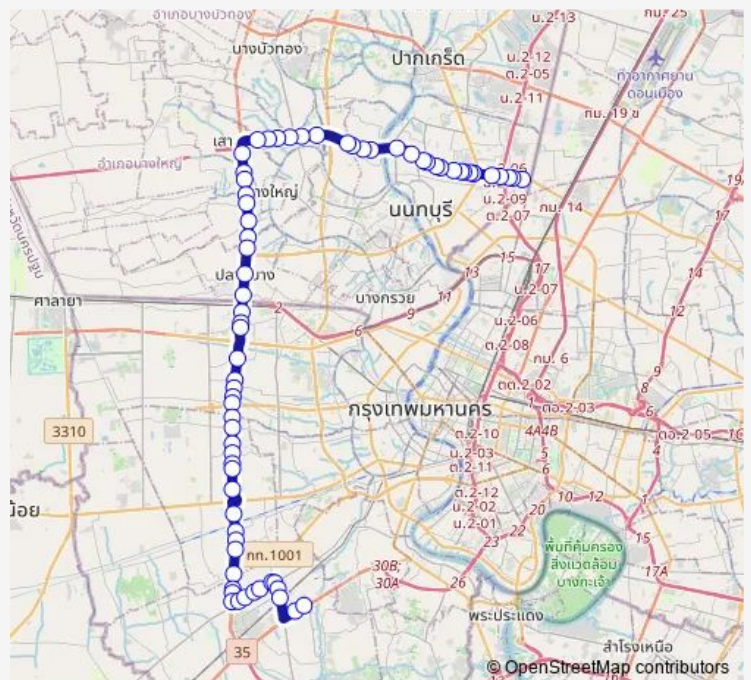 อำเภอบางบัวทอง
น.2-13
กม. 25
บางบัวทอง
ปากเกร็ด
น.2-12
ต.2-05
ท่าอากาศยาน
ดอนเมือง
น.2-11
กม. 19 ข
เสา
อำเภอบางใหญ่
19
างใหญ่
นนทบุรี
น.2-09
ต.2-07
กม. 14
17
15
13
17
12
ศาลายา
2
บางกรวย
11
น.2-07
14
9
6
น.2-06
ต.2-08
กม. 6
9
8
ตต.2-02
กรุงเทพมหานคร
1
ตอ.2-03
6
3310
ต.2-10
4A4B
ตอ.2-05
1C
น.2-03
5
4
ต.2-11
6
น้อย
ต.2-12
10
12
1
น.2-02
20
น.2-01
22
15
23
กก.1001
พื้นที่คุ้มครอง
สิ่งแวดล้อม
บางกะเจ้า
30B;
30A
26
17A
พระประแดง
35
สำโรงเหนือ
© OpenStreetMap contributors